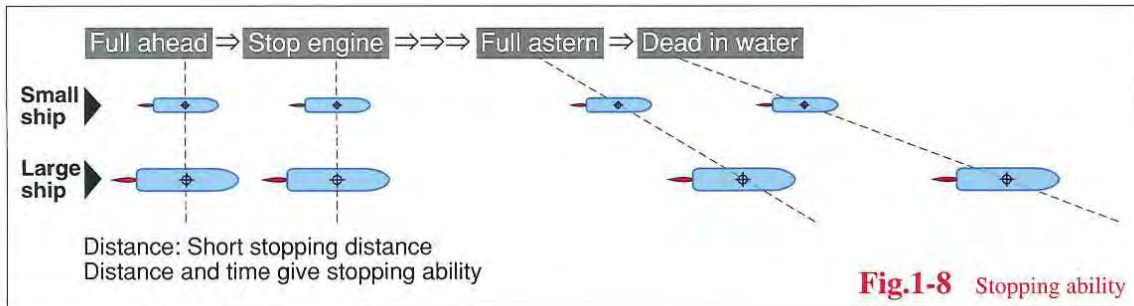 Full ahead ⇒ Stop engine ⇒⇒⇒ Full astern ⇒ Dead in water
Small
ship
Large
ship
Distance: Short stopping distance
Distance and time give stopping ability
Fig.1-8 Stopping ability